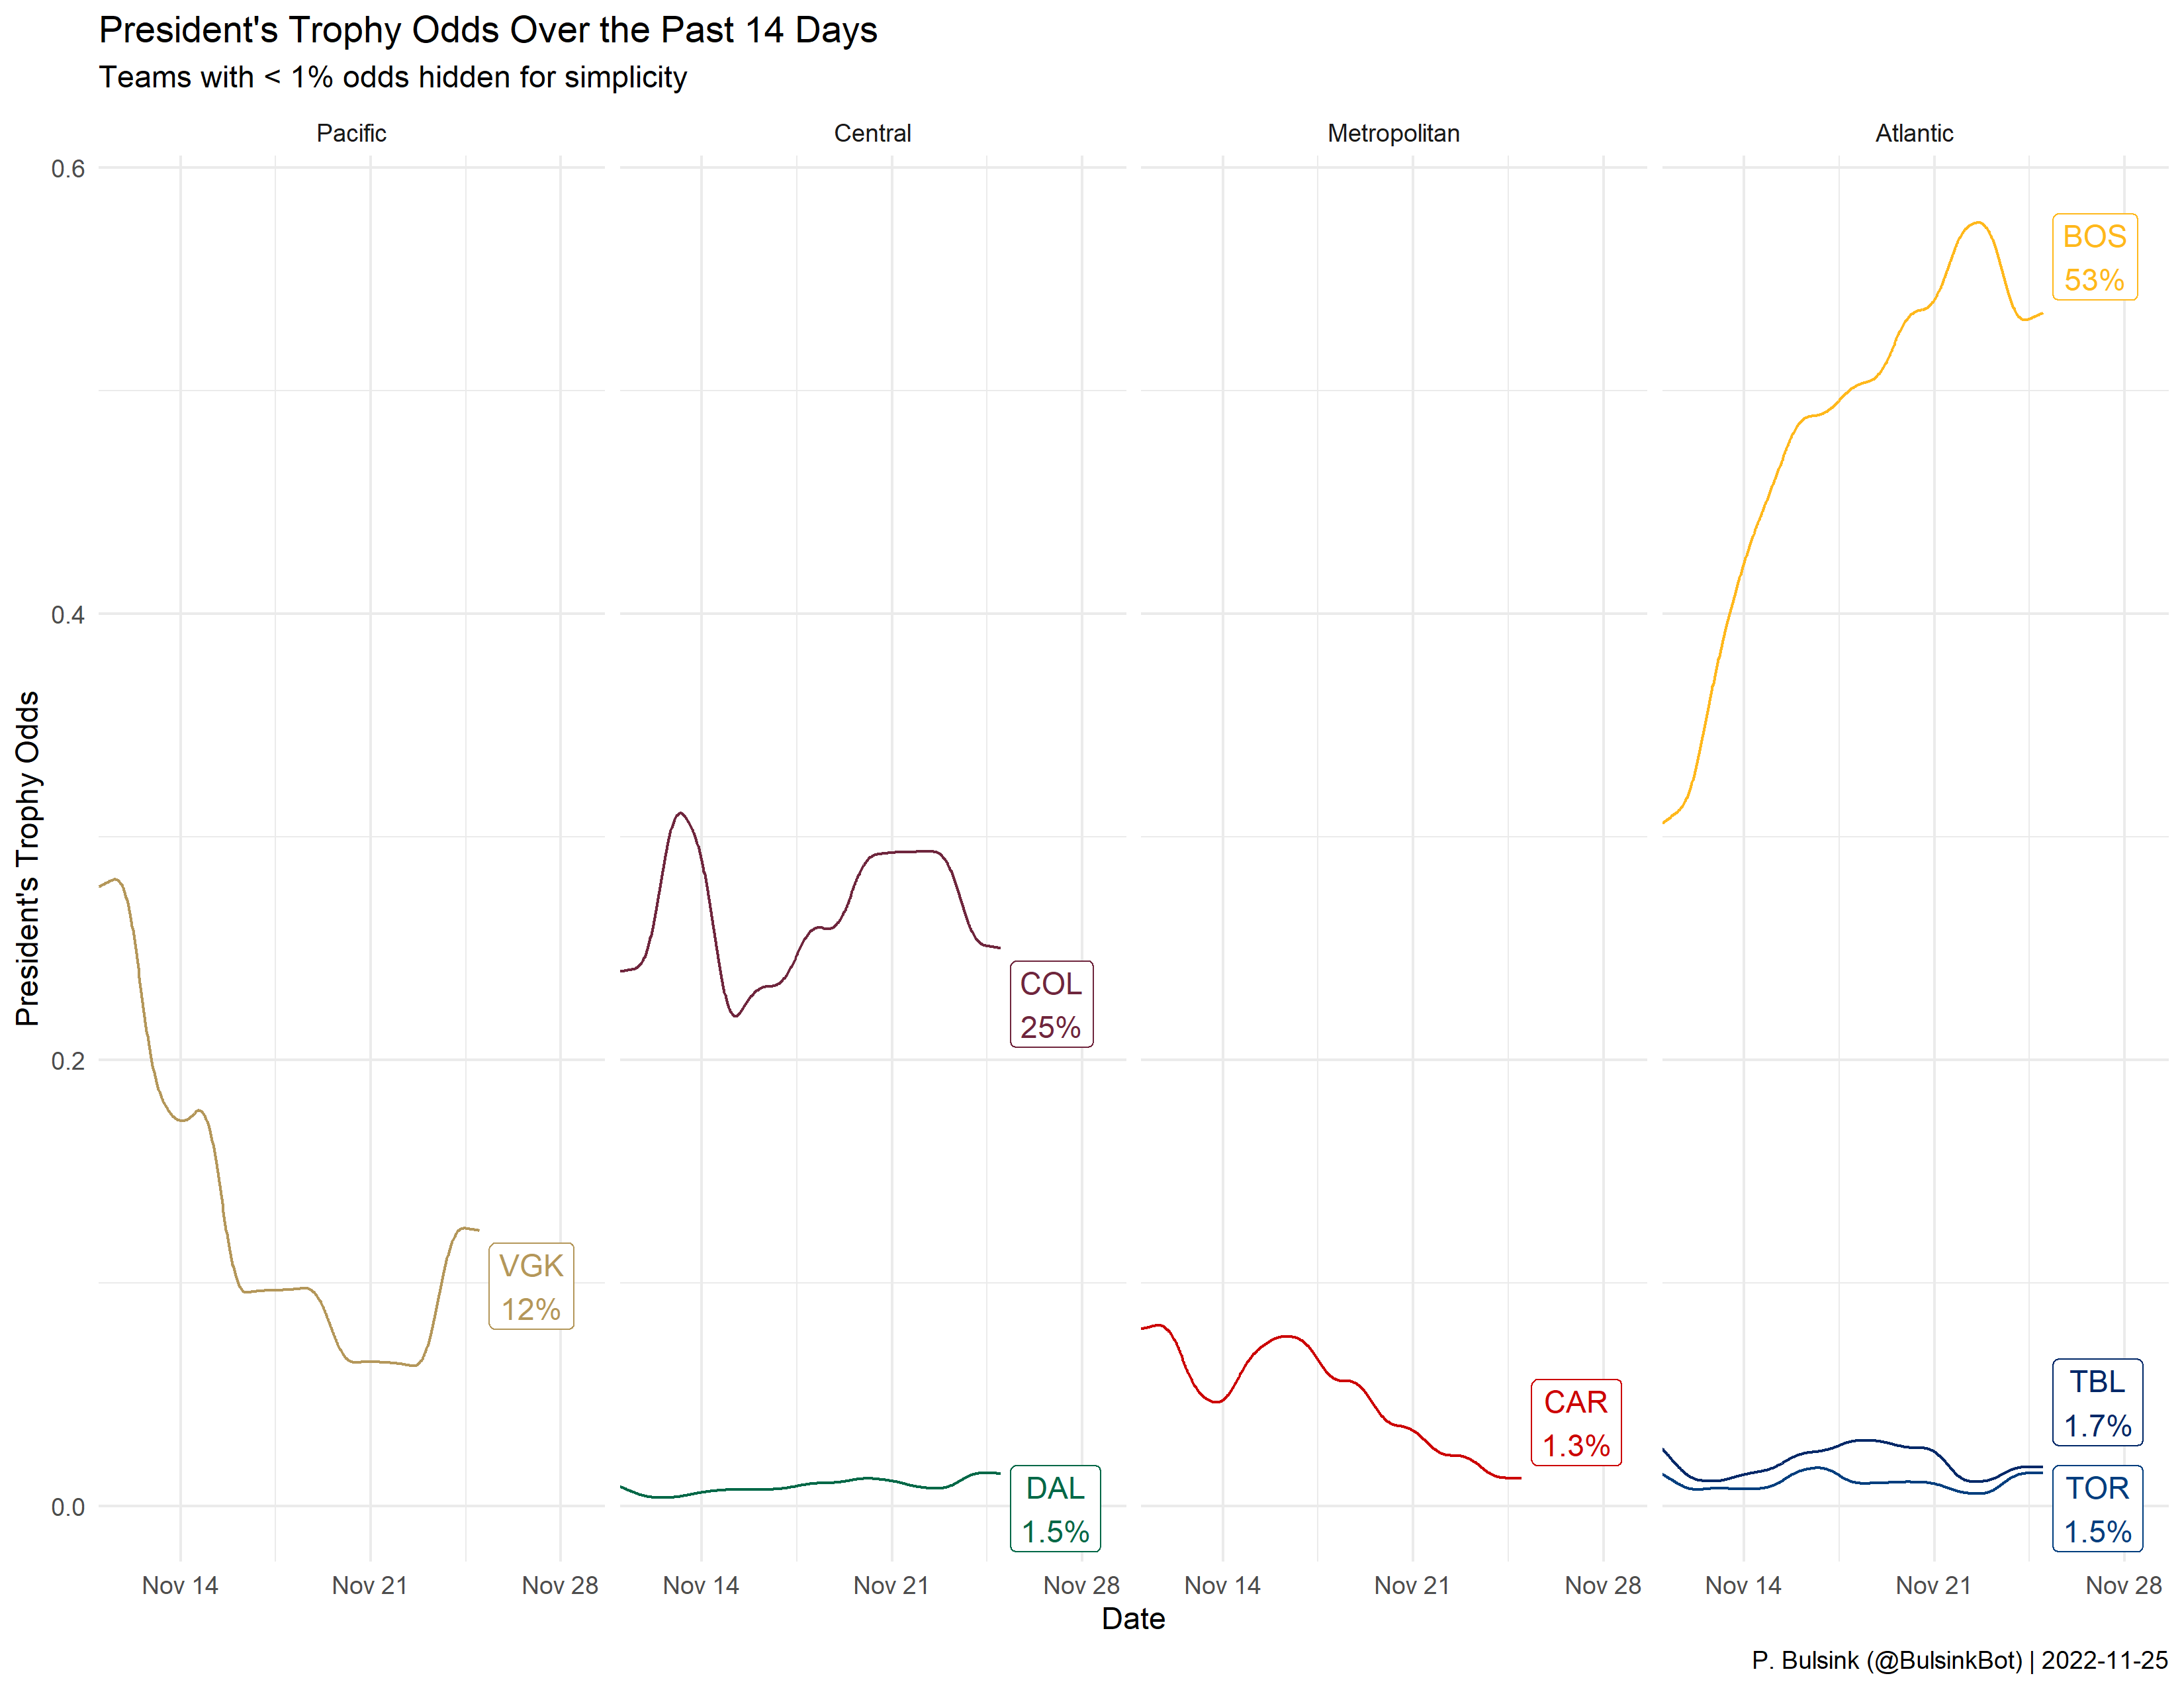 President's Trophy Odds Over the Past 14 Days
Teams with < 1% odds hidden for simplicity
Pacific
Central
Metropolitan
Atlantic
President's Trophy Odds
0.6
0.4
0.2
0.0
VGK
12%
COL
25%
DAL
1.5%
CAR
1.3%
BOS
53%
TBL
1.7%
TOR
1.5%
Nov 14 Nov 21 Nov 28 Nov 14 Nov 21 Nov 28 Nov 14 Nov 21 Nov 28 Nov 14 Nov 21 Nov 28
Date
P. Bulsink (@BulsinkBot) | 2022-11-25